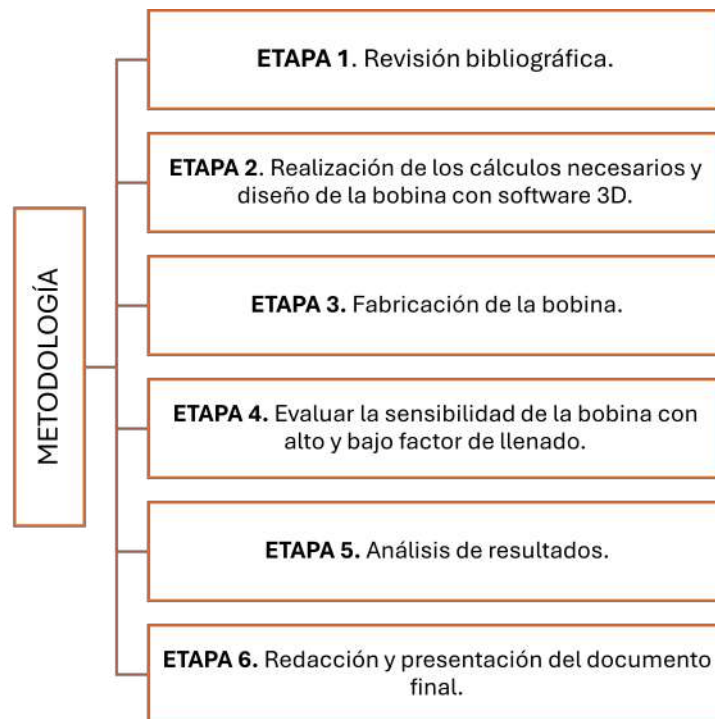 METODOLOGÍA
ETAPA 1. Revisión bibliográfica.
ETAPA 2. Realización de los cálculos necesarios y
diseño de la bobina con software 3D.
ETAPA 3. Fabricación de la bobina.
ETAPA 4. Evaluar la sensibilidad de la bobina con
alto y bajo factor de llenado.
ETAPA 5. Análisis de resultados.
ETAPA 6. Redacción y presentación del documento
final.